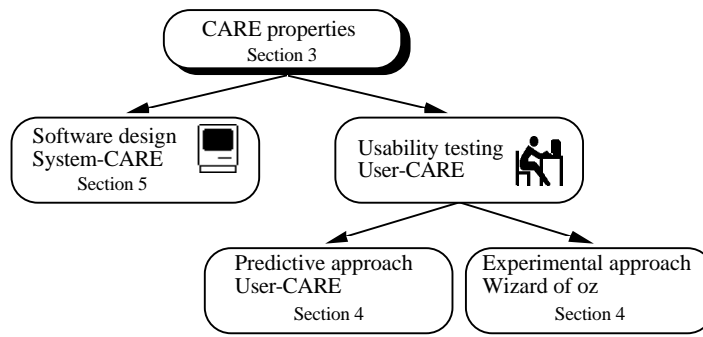 CARE properties
Section 3
Software design
System-CARE
Section 5
Usability testing
User-CARE
Predictive approach
User-CARE
Section 4
Experimental approach
Wizard of oz
Section 4